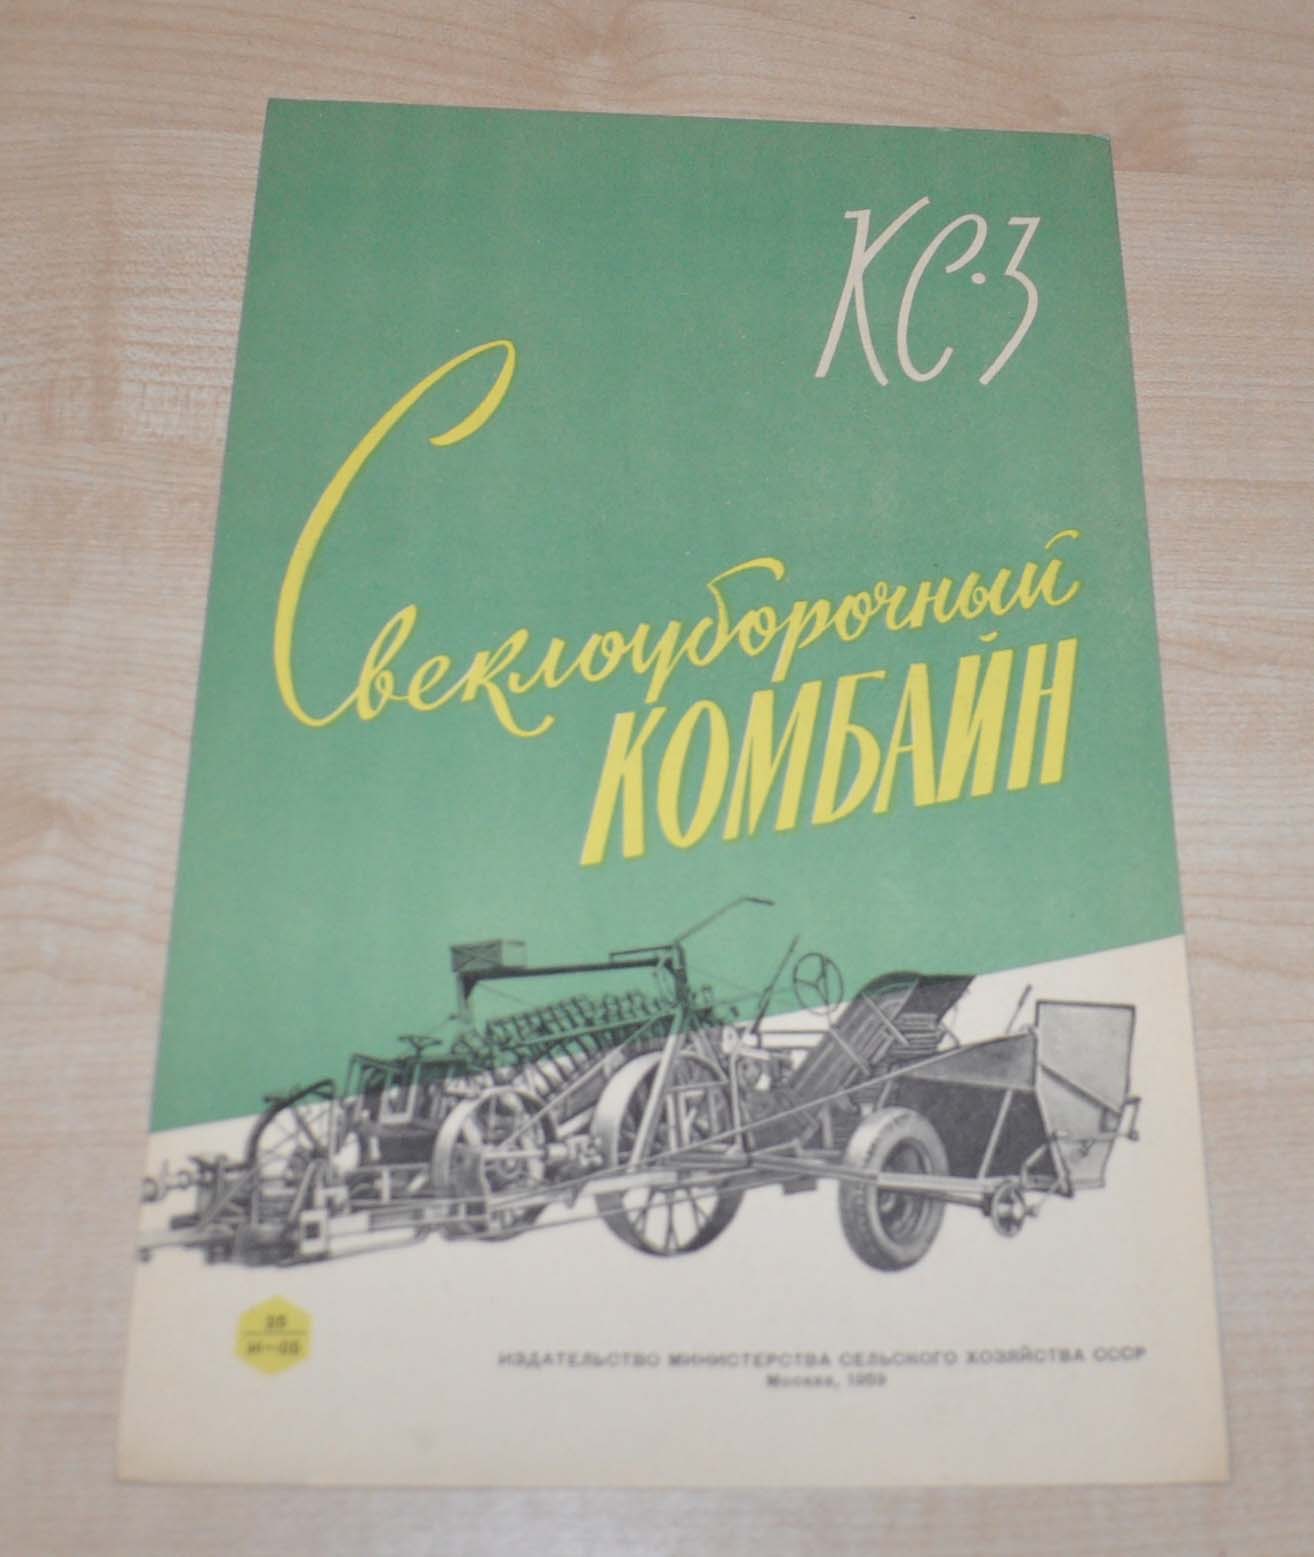 КС-3
Свеклоуборочный
КОМБАЙН
ИЗДАТЕЛЬСТВО МИНИСТЕРСТВА СЕЛЬСКОГО ХОЗЯЙСТВА СССР
Москва, 1959